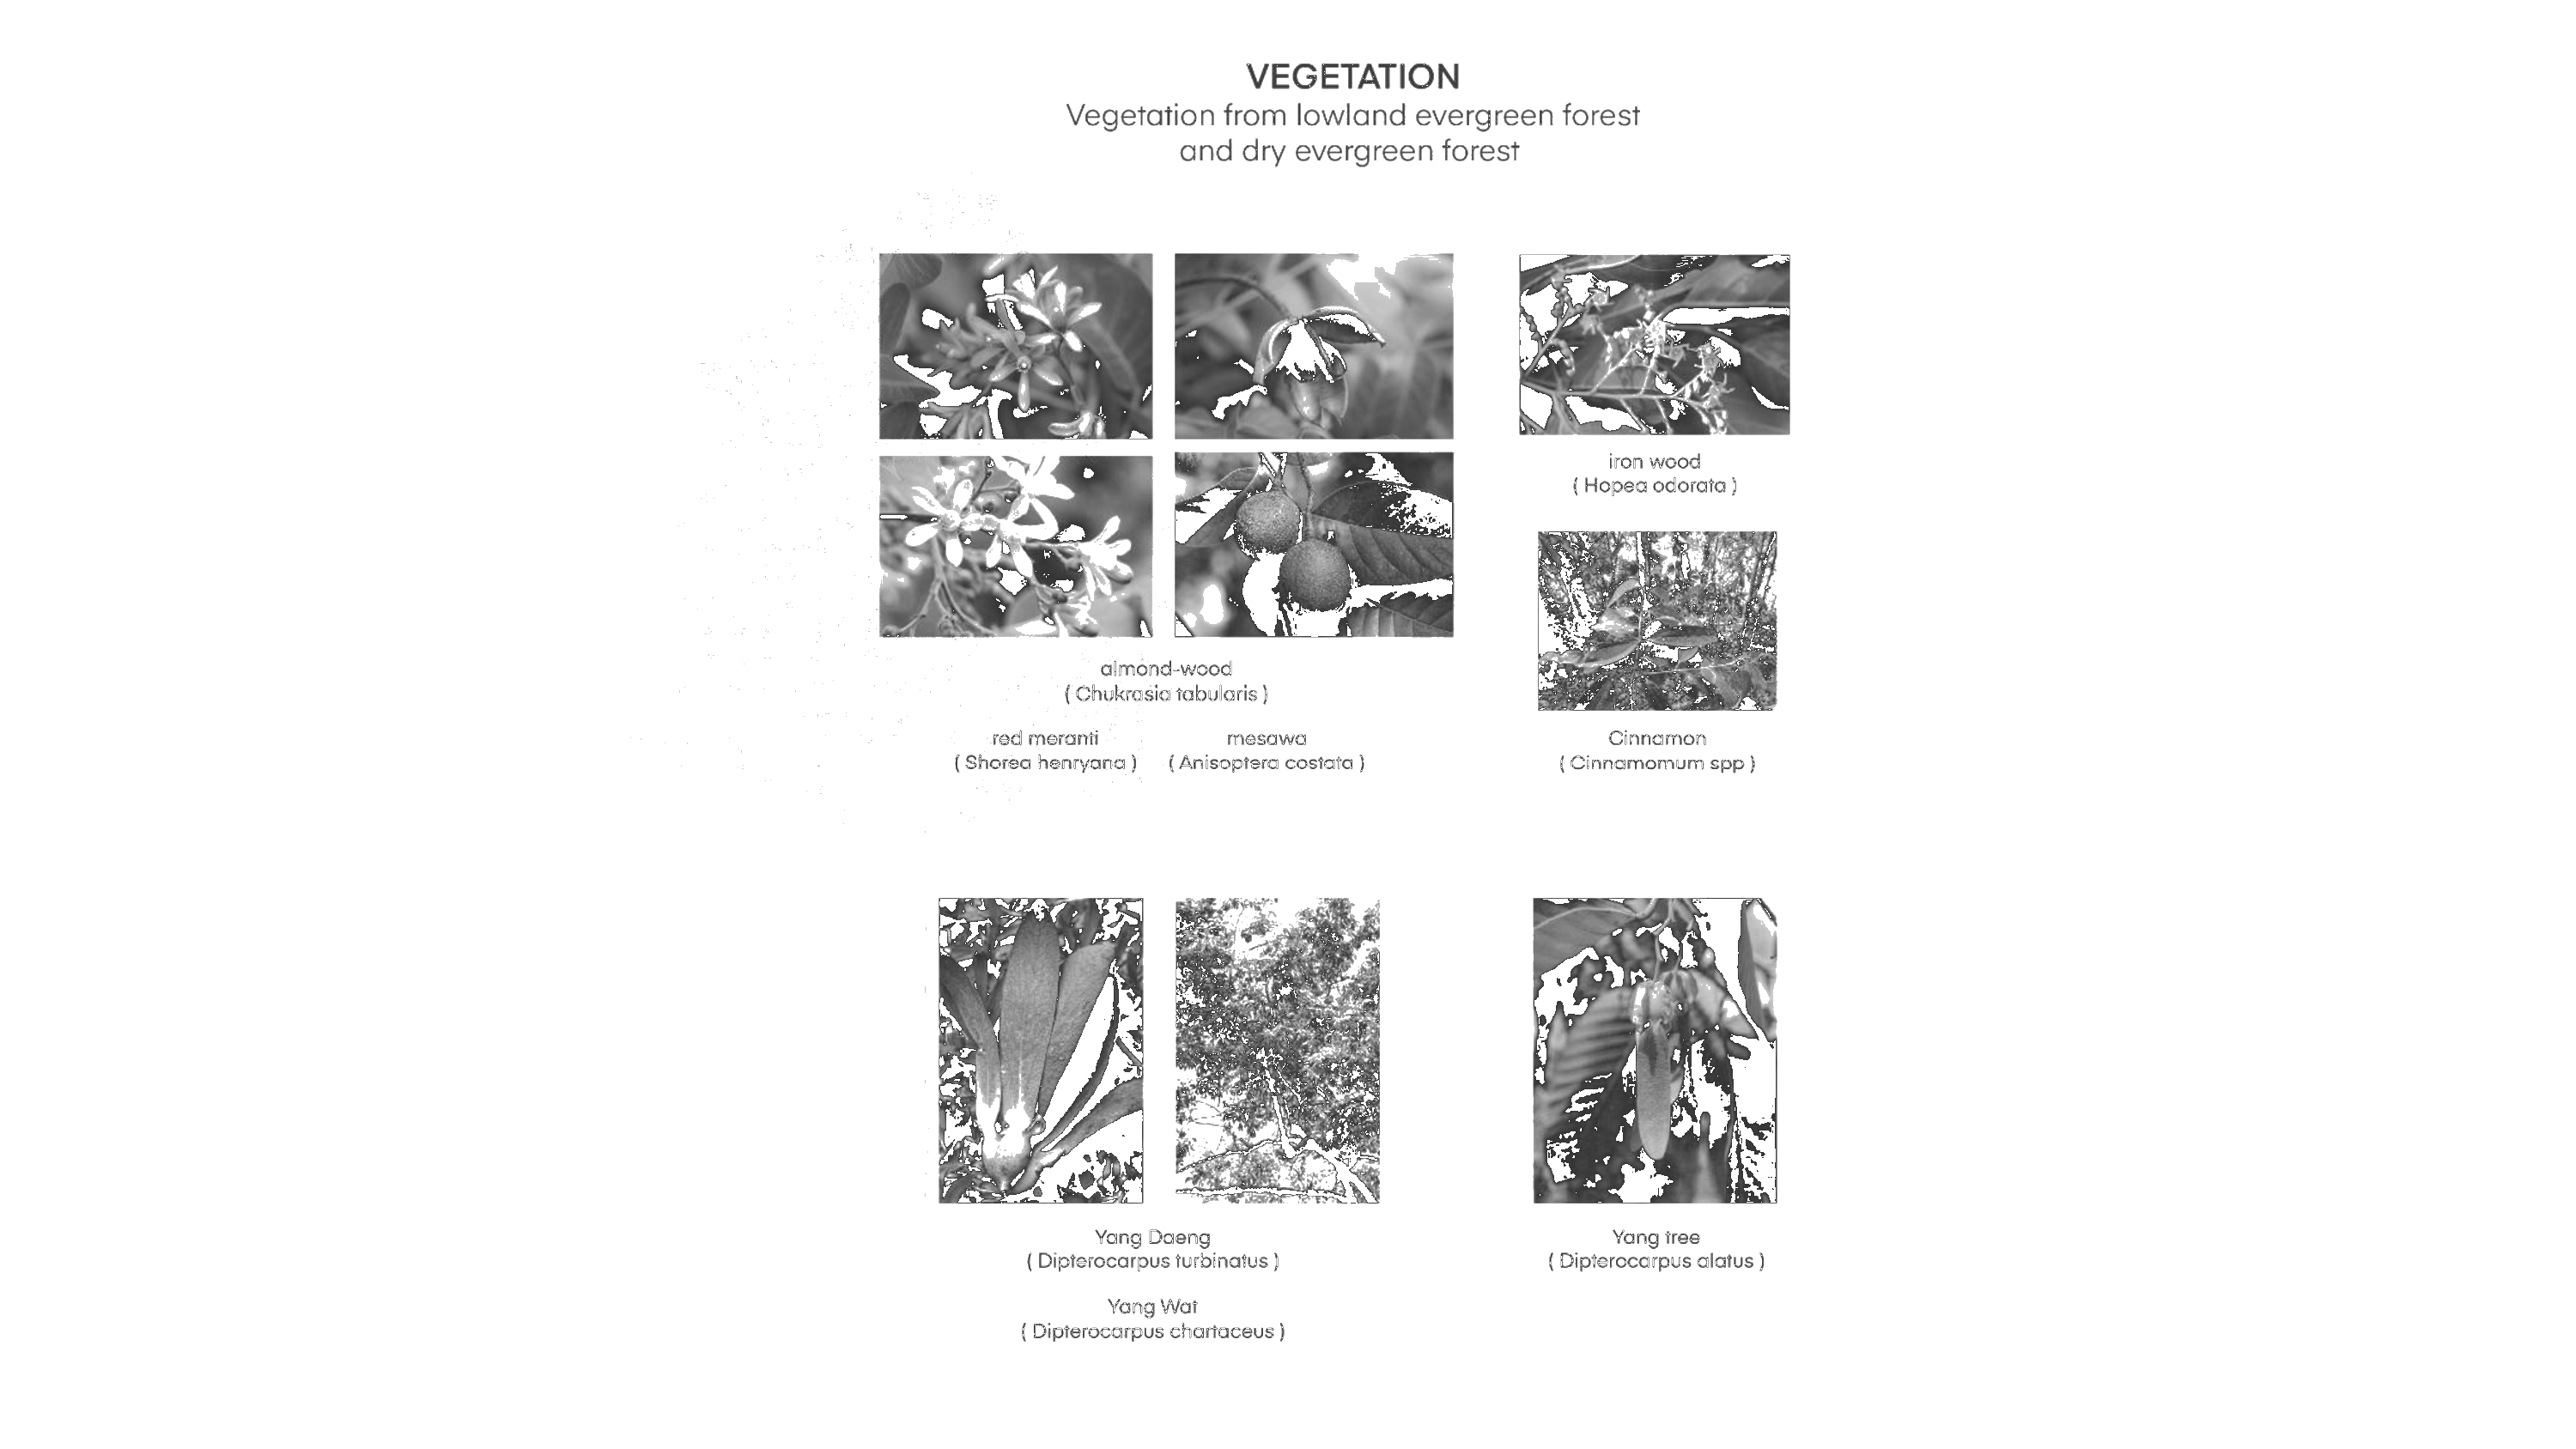 VEGETATION
Vegetation from lowland evergreen forest
and dry evergreen forest
iron wood
( Hopea odorata )
almond-wood
( Chukrasia tabularis )
red meranti
( Shorea henryana )
mesawa
( Anisoptera costata )
Cinnamon
( Cinnamomum spp )
Yang Daeng
( Dipterocarpus turbinatus )
Yang Wat
( Dipterocarpus chartaceus )
Yang tree
( Dipterocarpus alatus )